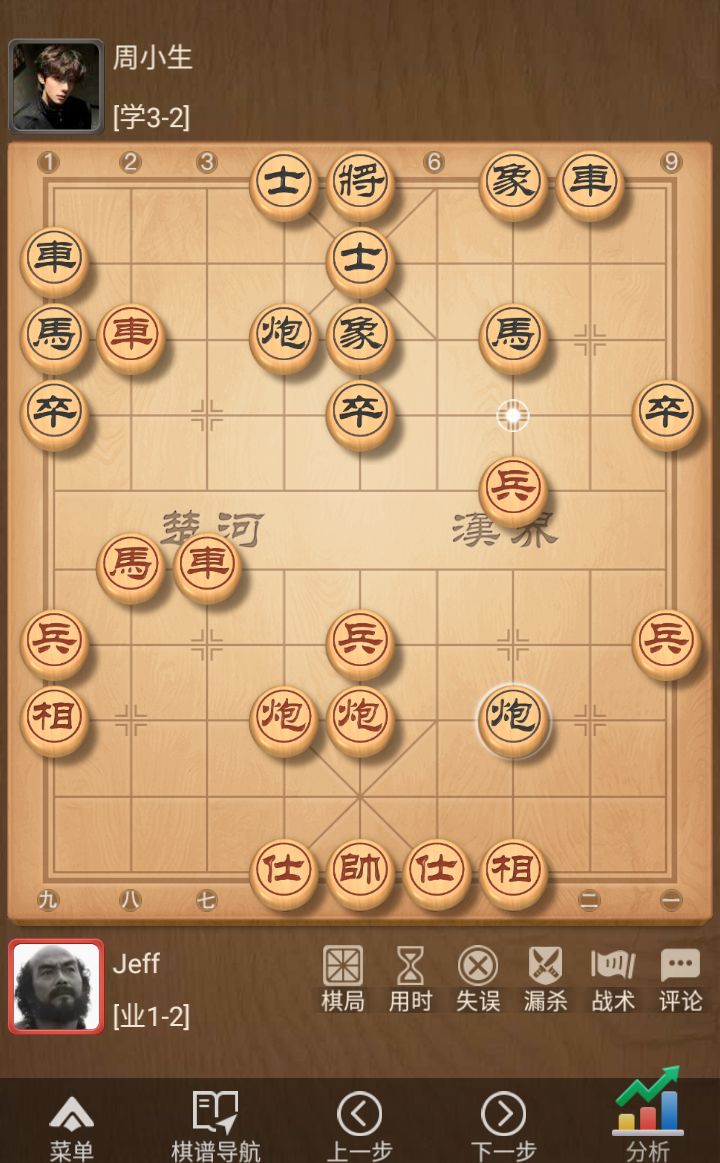 周小生
[学3-2]
1 2 3 6 9
士 將 象 車
車 士
馬 車 炮 象 馬
卒 卒 卒
兵
楚河 漢界
馬 車
兵 兵 兵
相 炮 炮 炮
仕 帥 仕 相
九 八 七 二 一
Jeff
[业1-2]
棋局 用时 失误 漏杀 战术 评论
菜单 棋谱导航 上一步 下一步 分析